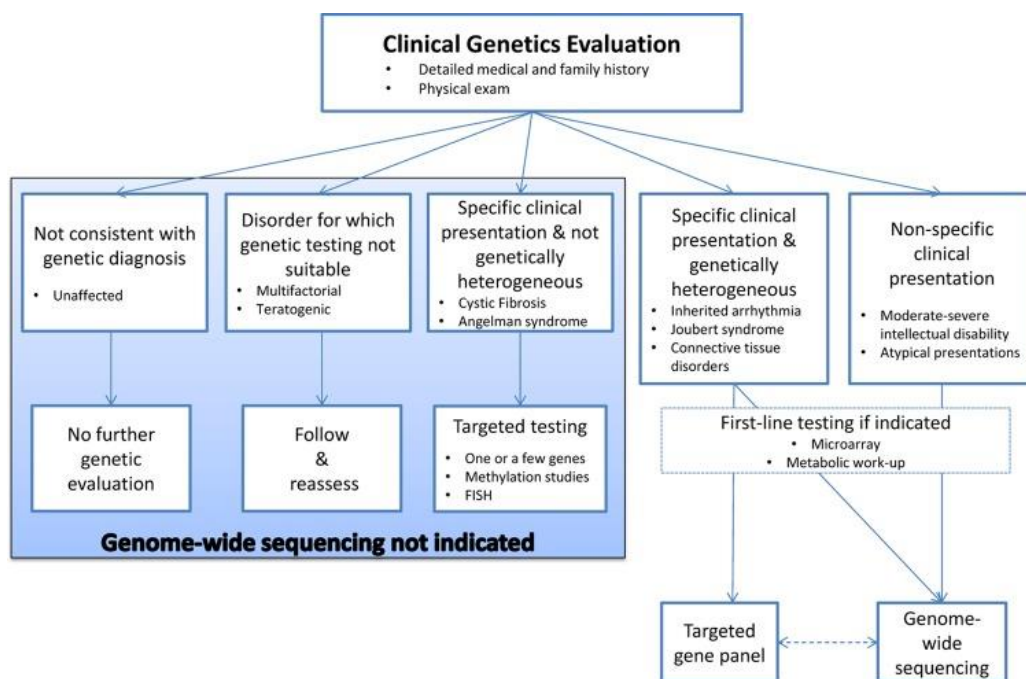 Clinical Genetics Evaluation
• Detailed medical and family history
• Physical exam
Not consistent with
genetic diagnosis
• Unaffected
Disorder for which
genetic testing not
suitable
• Multifactorial
• Teratogenic
Specific clinical
presentation & not
genetically
heterogeneous
• Cystic Fibrosis
• Angelman syndrome
Specific clinical
presentation &
genetically
heterogeneous
• Inherited arrhythmia
• Joubert syndrome
• Connective tissue
disorders
Non-specific
clinical
presentation
• Moderate-severe
intellectual disability
• Atypical presentations
No further
genetic
evaluation
Follow
&
reassess
Targeted testing
• One or a few genes
• Methylation studies
• FISH
First-line testing if indicated
• Microarray
• Metabolic work-up
Genome-wide sequencing not indicated
Targeted
gene panel
Genome-
wide
sequencing